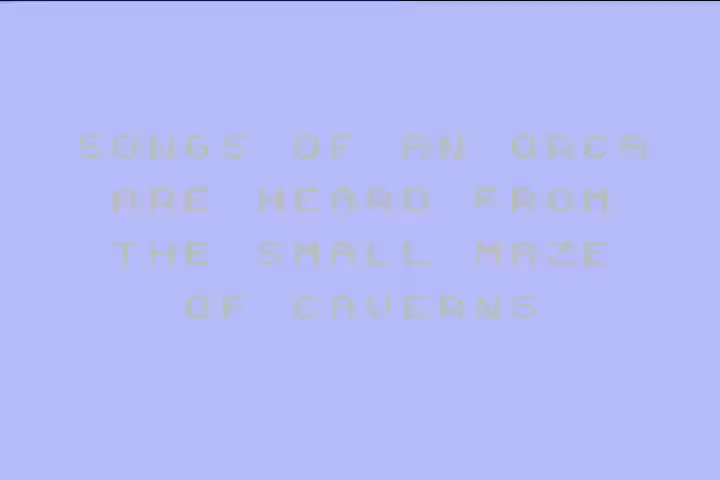 SONGS OF AN ORCA
ARE HEARD FROM
THE SMALL MAZE
OF CAVERNS